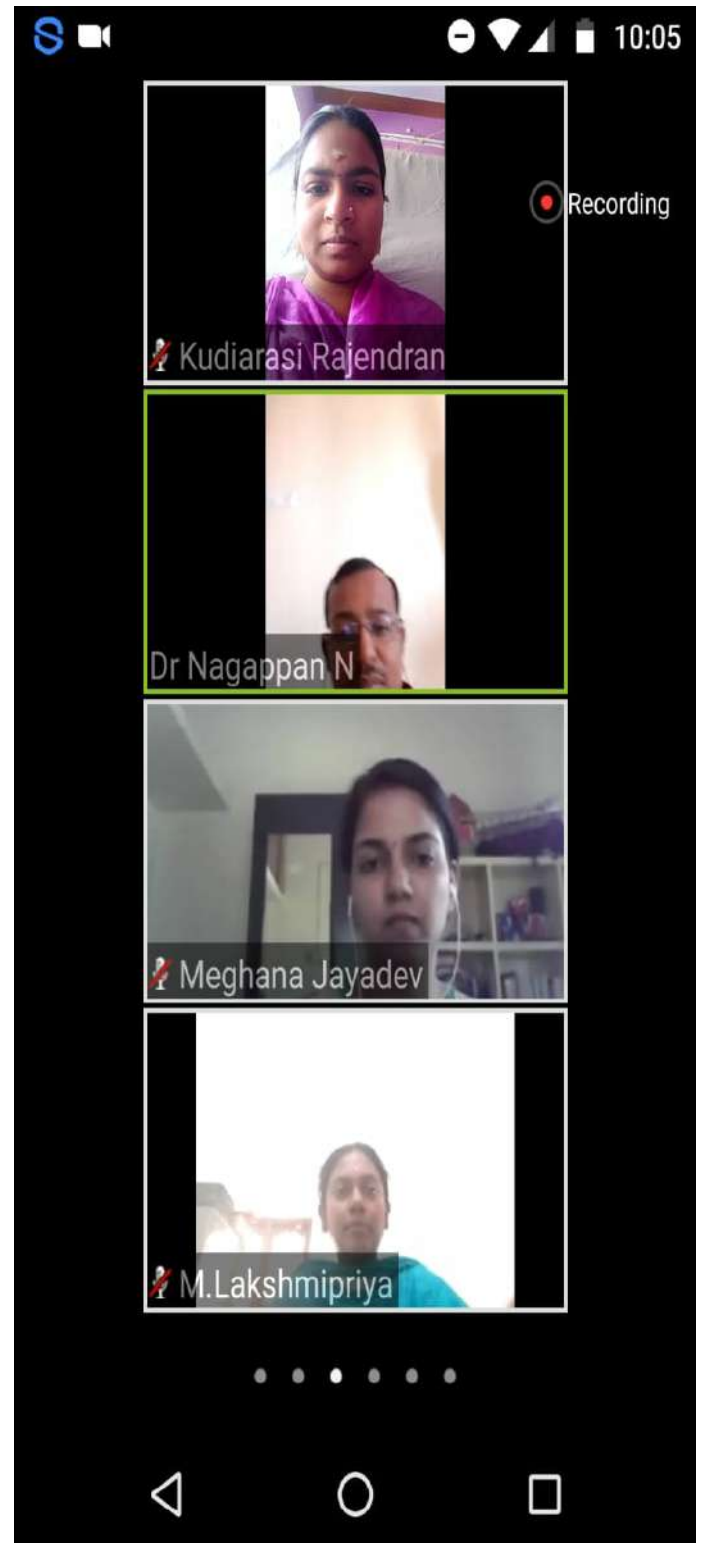 10:05
Recording
Kudiarasi Rajendran
Dr Nagappan N
Meghana Jayadev
M.Lakshmipriya